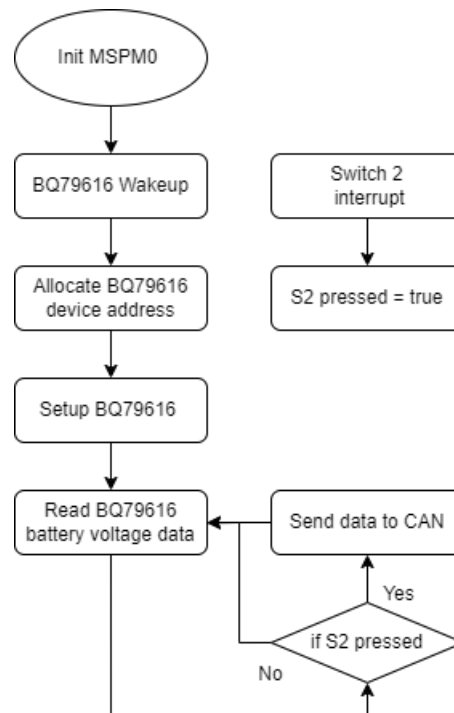 Init MSPM0
BQ79616 Wakeup
Switch 2
interrupt
Allocate BQ79616
device address
S2 pressed = true
Setup BQ79616
Read BQ79616
battery voltage data
Send data to CAN
Yes
if S2 pressed
No